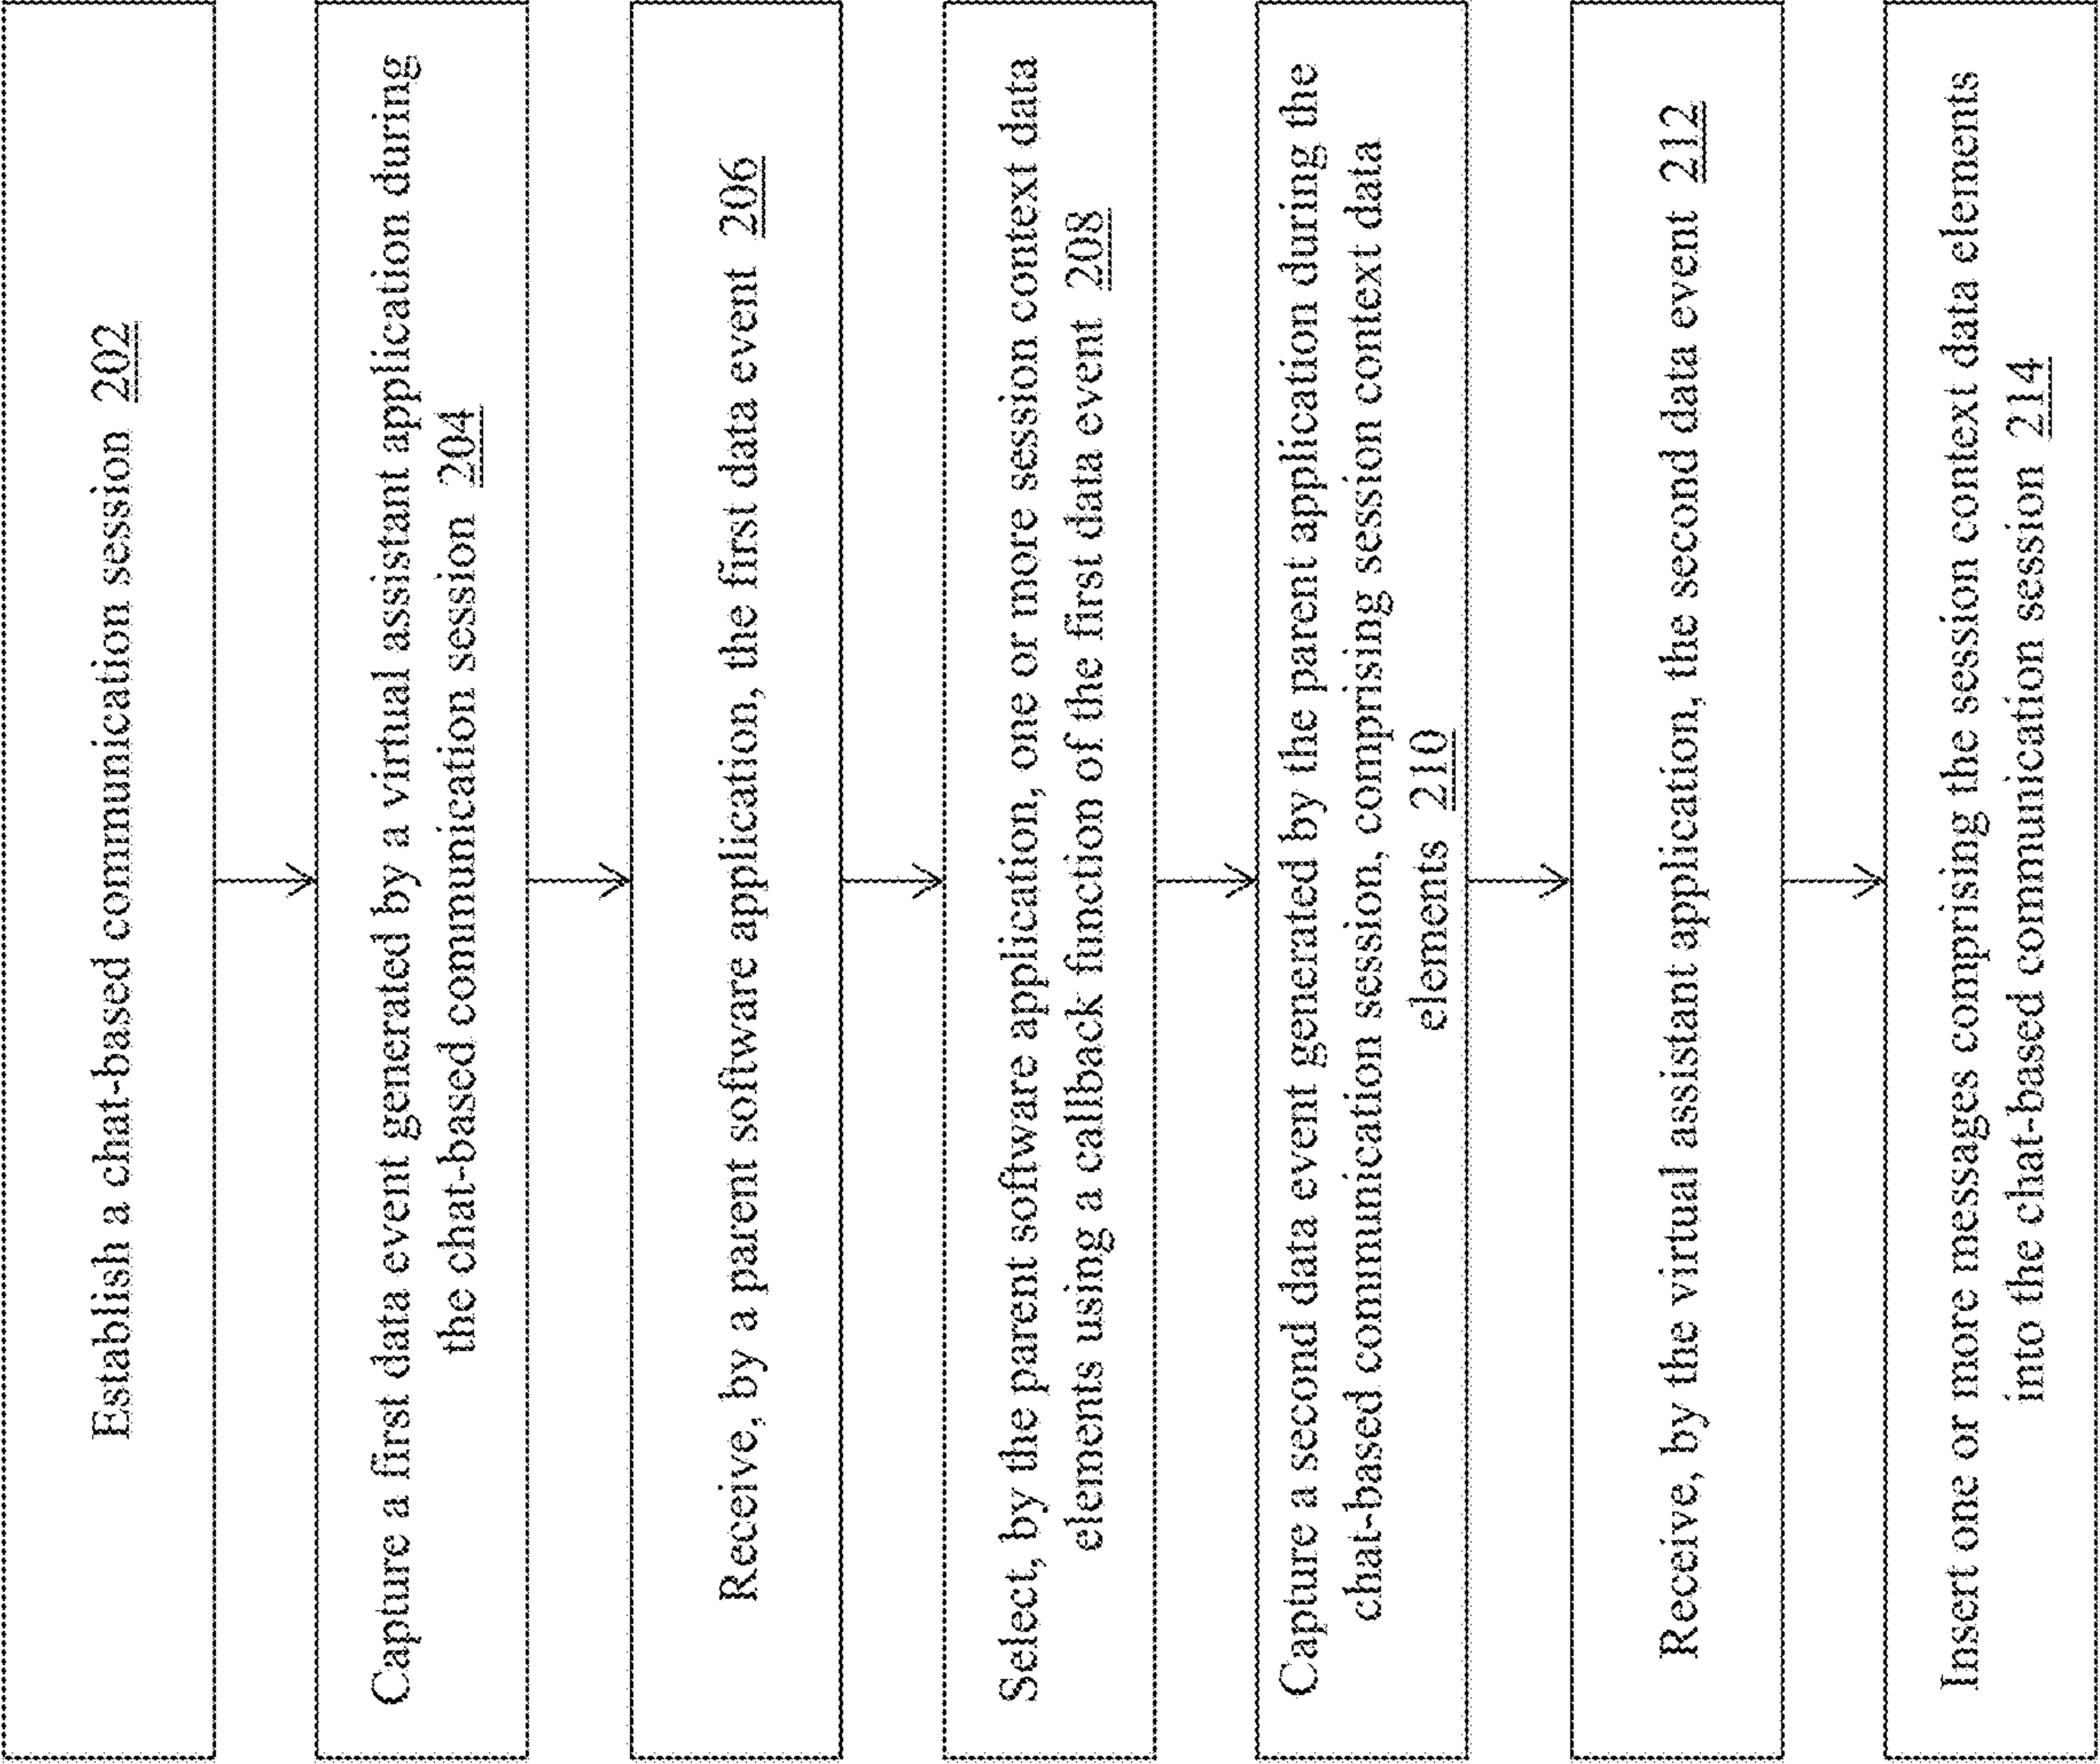 Establish a chat-based communication session 202
Capture a first data event generated by a virtual assistant application during
the chat-based communication session 204
Receive, by a parent software application, the first data event 206
Select, by the parent software application, one or more session context data
elements using a callback function of the first data event 208
Capture a second data event generated by the parent application during the
chat-based communication session, comprising session context data
elements 210
Receive, by the virtual assistant application, the second data event 212
Insert one or more messages comprising the session context data elements
into the chat-based communication session 214